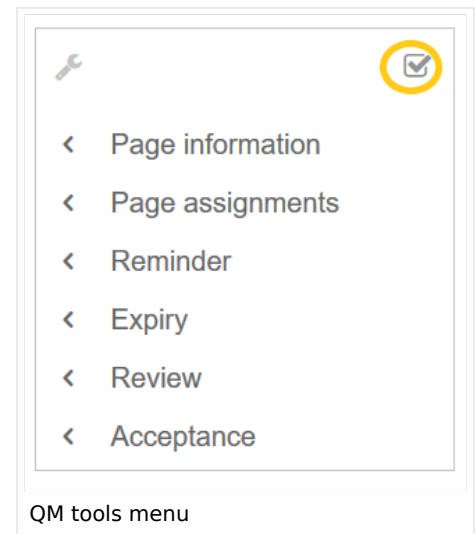 Page information
Page assignments
Reminder
Expiry
Review
Acceptance
QM tools menu